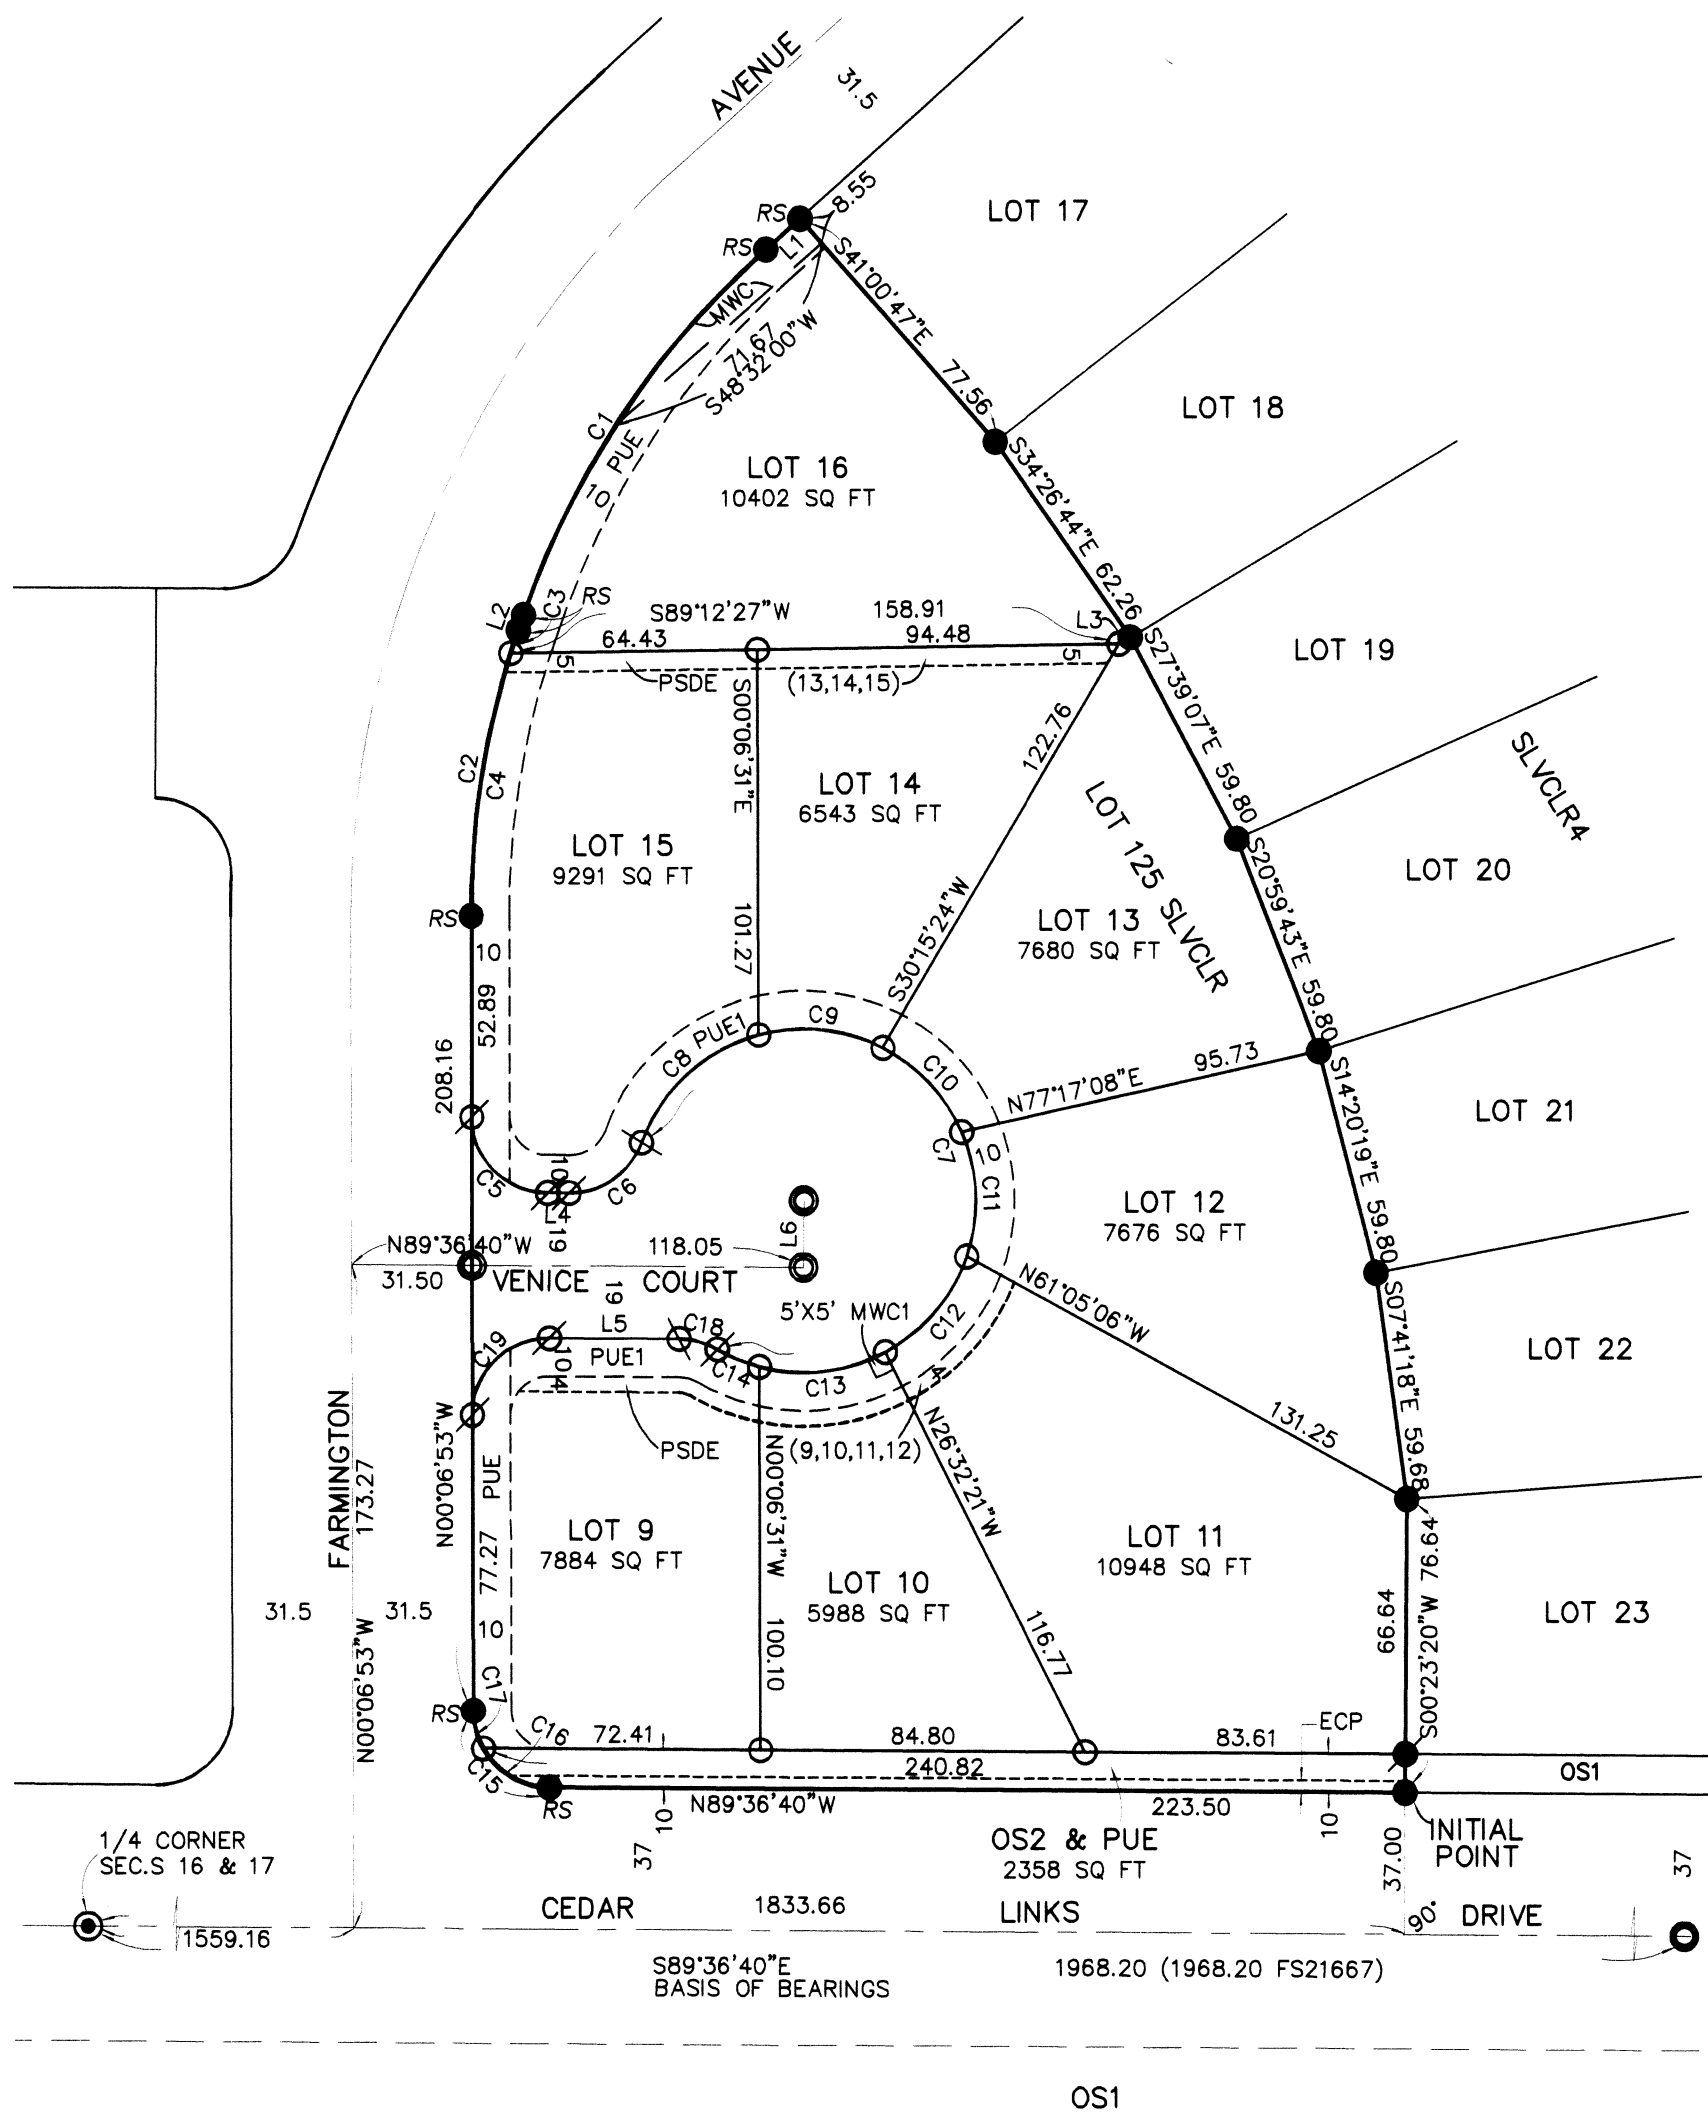 AVENUE
31.5
RS
8.55
LOT 17
RS
L1
S41°00'47"E
77.56
MWC
71.67
S48°32'00"W
C1
PUE
10
LOT 18
LOT 16
10402 SQ FT
S34°26'44"E
62.26
L2
C3
RS
S89°12'27"W
158.91
L3
64.43
94.48
5
5
PSDE
(13,14,15)
S27°39'07"E
59.80
LOT 19
SLVCLR4
S00°06'31"E
101.27
122.76
S30°15'24"W
C2
C4
LOT 14
6543 SQ FT
LOT 15
9291 SQ FT
LOT 125 SLVCLR
LOT 13
7680 SQ FT
S20°59'43"E
59.80
LOT 20
RS
10
52.89
208.16
C8
PUE1
C9
C10
N77°17'08"E
95.73
C7
10
C11
S14°20'19"E
59.80
LOT 21
C5
10
C6
L4
19
L6
LOT 12
7676 SQ FT
N89°36'40"W
118.05
31.50
VENICE COURT
19
5'X5' MWC1
N61°05'06"W
131.25
S07°41'18"E
59.68
LOT 22
C19
L5
C18
PUE1
104
C14
C13
C12
4
(9,10,11,12)
PSDE
N26°32'21"W
116.77
FARMINGTON
173.27
N00°06'53"W
N00°06'53"W
PUE
77.27
10
LOT 9
7884 SQ FT
N00°06'31"W
100.10
LOT 10
5988 SQ FT
LOT 11
10948 SQ FT
66.64
S00°23'20"W
76.64
LOT 23
31.5
31.5
RS
C17
C16
C15
72.41
84.80
83.61
ECP
240.82
OS1
RS
N89°36'40"W
223.50
10
10
37
OS2 & PUE
2358 SQ FT
INITIAL
POINT
37.00
37
1/4 CORNER
SEC.S 16 & 17
CEDAR
1833.66
LINKS
90°
DRIVE
1559.16
S89°36'40"E
BASIS OF BEARINGS
1968.20 (1968.20 FS21667)
OS1